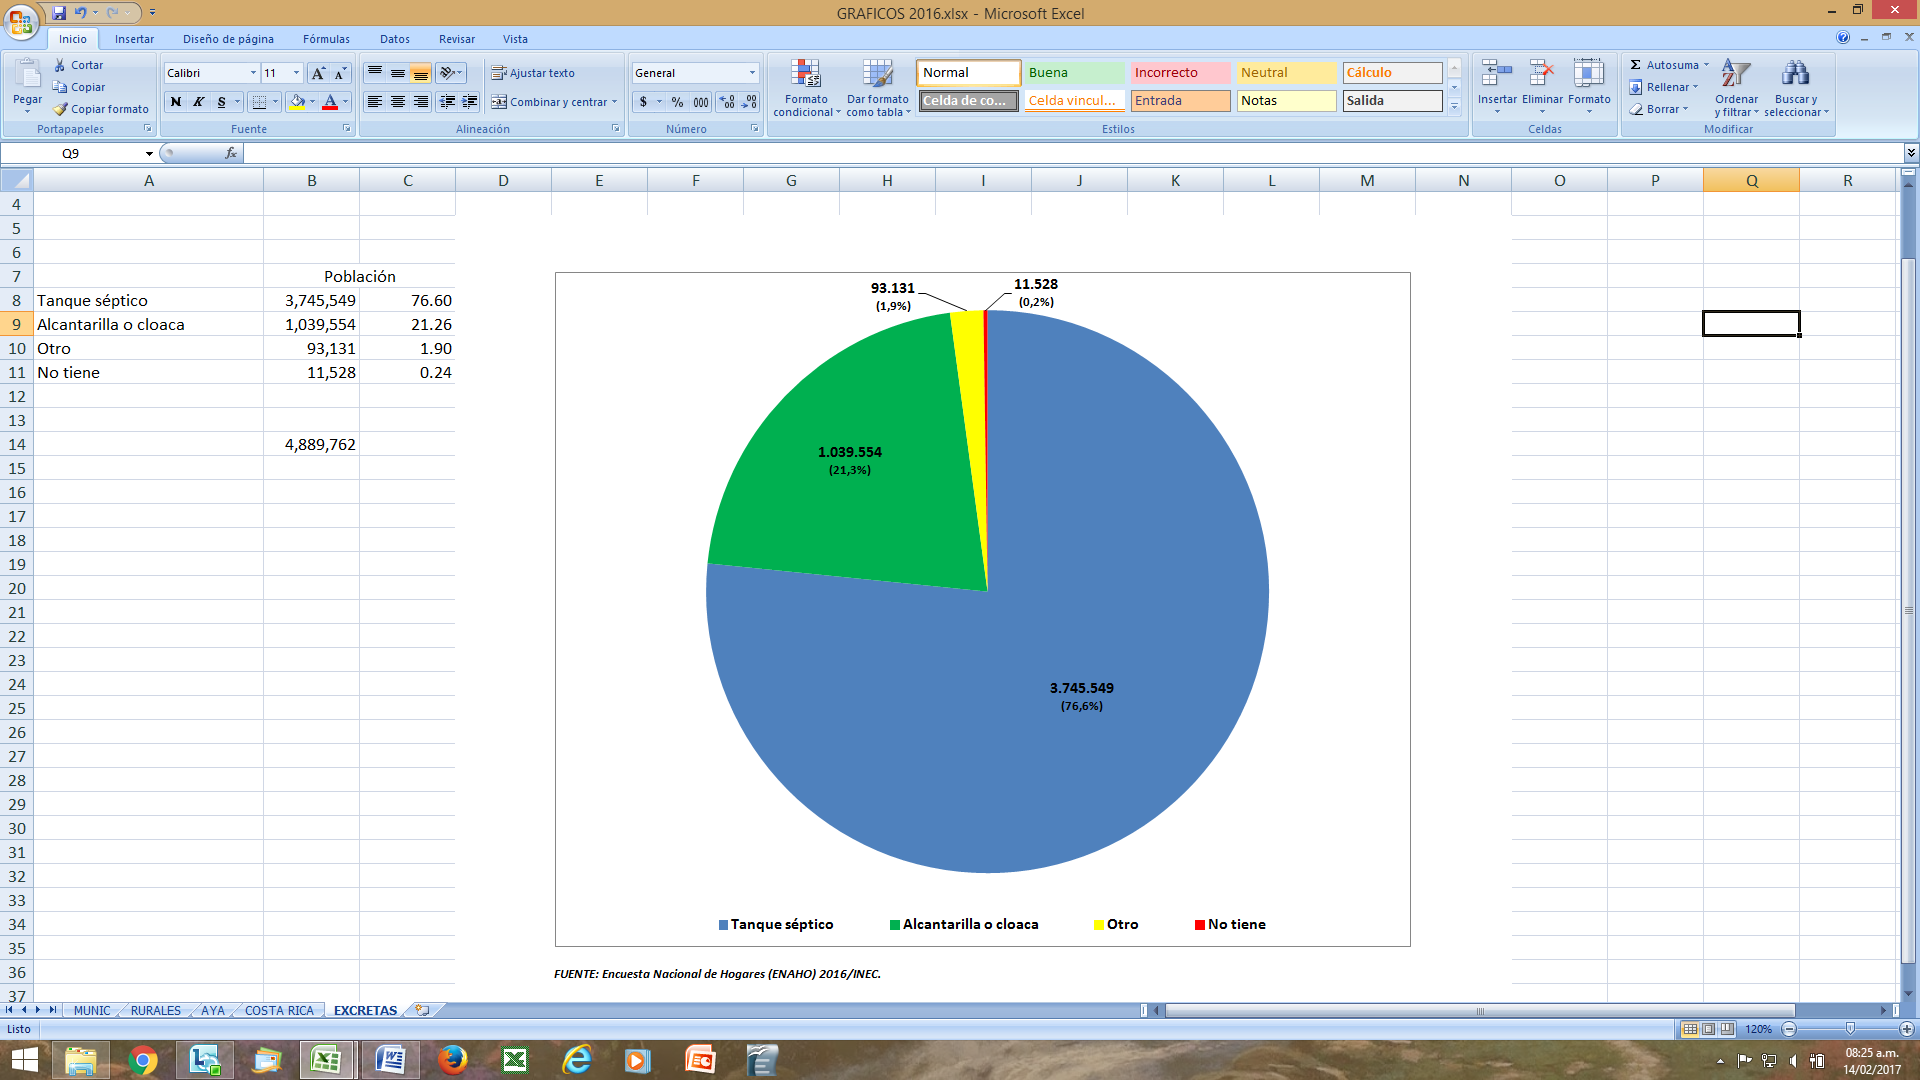 GRAFICOS 2016.xlsx - Microsoft Excel
Inicio Insertar Diseño de página Fórmulas Datos Revisar Vista
Pegar
Cortar
Copiar
Copiar formato
Portapapeles
Calibri 11
N K S
Fuente
Ajustar texto
Combinar y centrar
Alineación
General
$ % 000
Número
Formato condicional
Dar formato como tabla
Normal Buena Incorrecto Neutral Cálculo
Celda de co... Celda vincul... Entrada Notas Salida
Estilos
Insertar Eliminar Formato
Celdas
Autosuma
Rellenar
Borrar
Ordenar y filtrar
Buscar y seleccionar
Modificar
Q9 fx
A B C D E F G H I J K L M N O P Q R
4
5
6
7 Población
8 Tanque séptico 3,745,549 76.60
9 Alcantarilla o cloaca 1,039,554 21.26
10 Otro 93,131 1.90
11 No tiene 11,528 0.24
12
13
14 4,889,762
15
16
17
18
19
20
21
22
23
24
25
26
27
28
29
30
31
32
33
34
35
36
37
93.131
(1,9%)
11.528
(0,2%)
1.039.554
(21,3%)
3.745.549
(76,6%)
Tanque séptico Alcantarilla o cloaca Otro No tiene
FUENTE: Encuesta Nacional de Hogares (ENAHO) 2016/INEC.
MUNIC RURALES AYA COSTA RICA EXCRETAS
Listo 120%
08:25 a.m.
14/02/2017